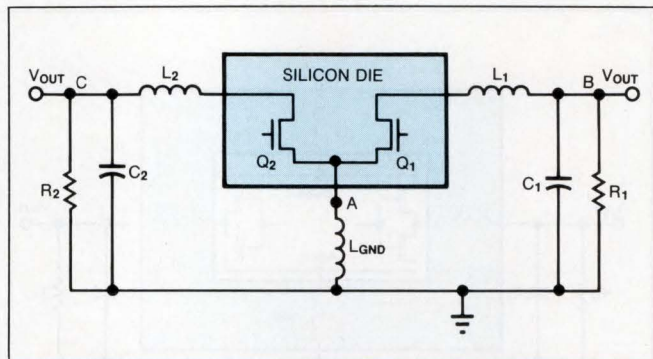 SILICON DIE
VOUT
C
L2
L1
B
VOUT
Q2
Q1
R2
C2
A
C1
R1
LGND